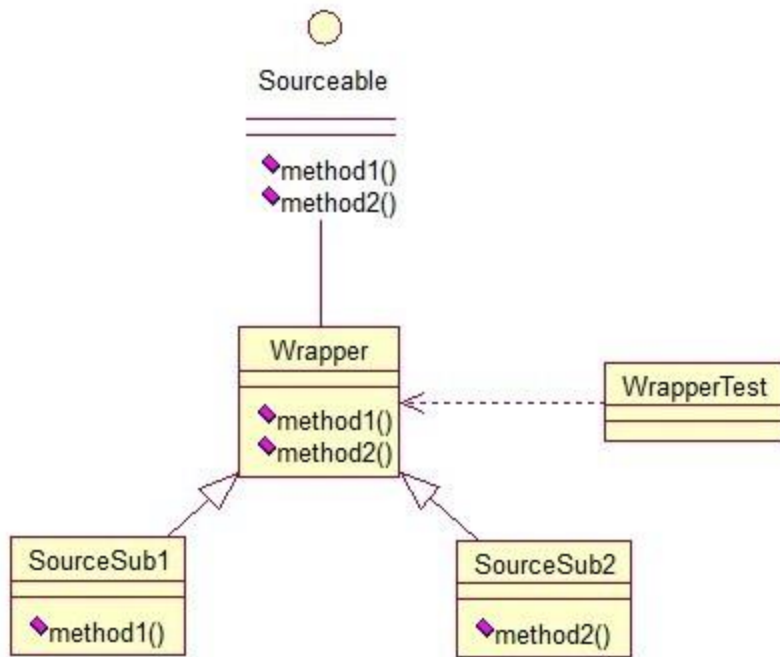 Sourceable
method1()
method2()
Wrapper
method1()
method2()
WrapperTest
SourceSub1
method1()
SourceSub2
method2()